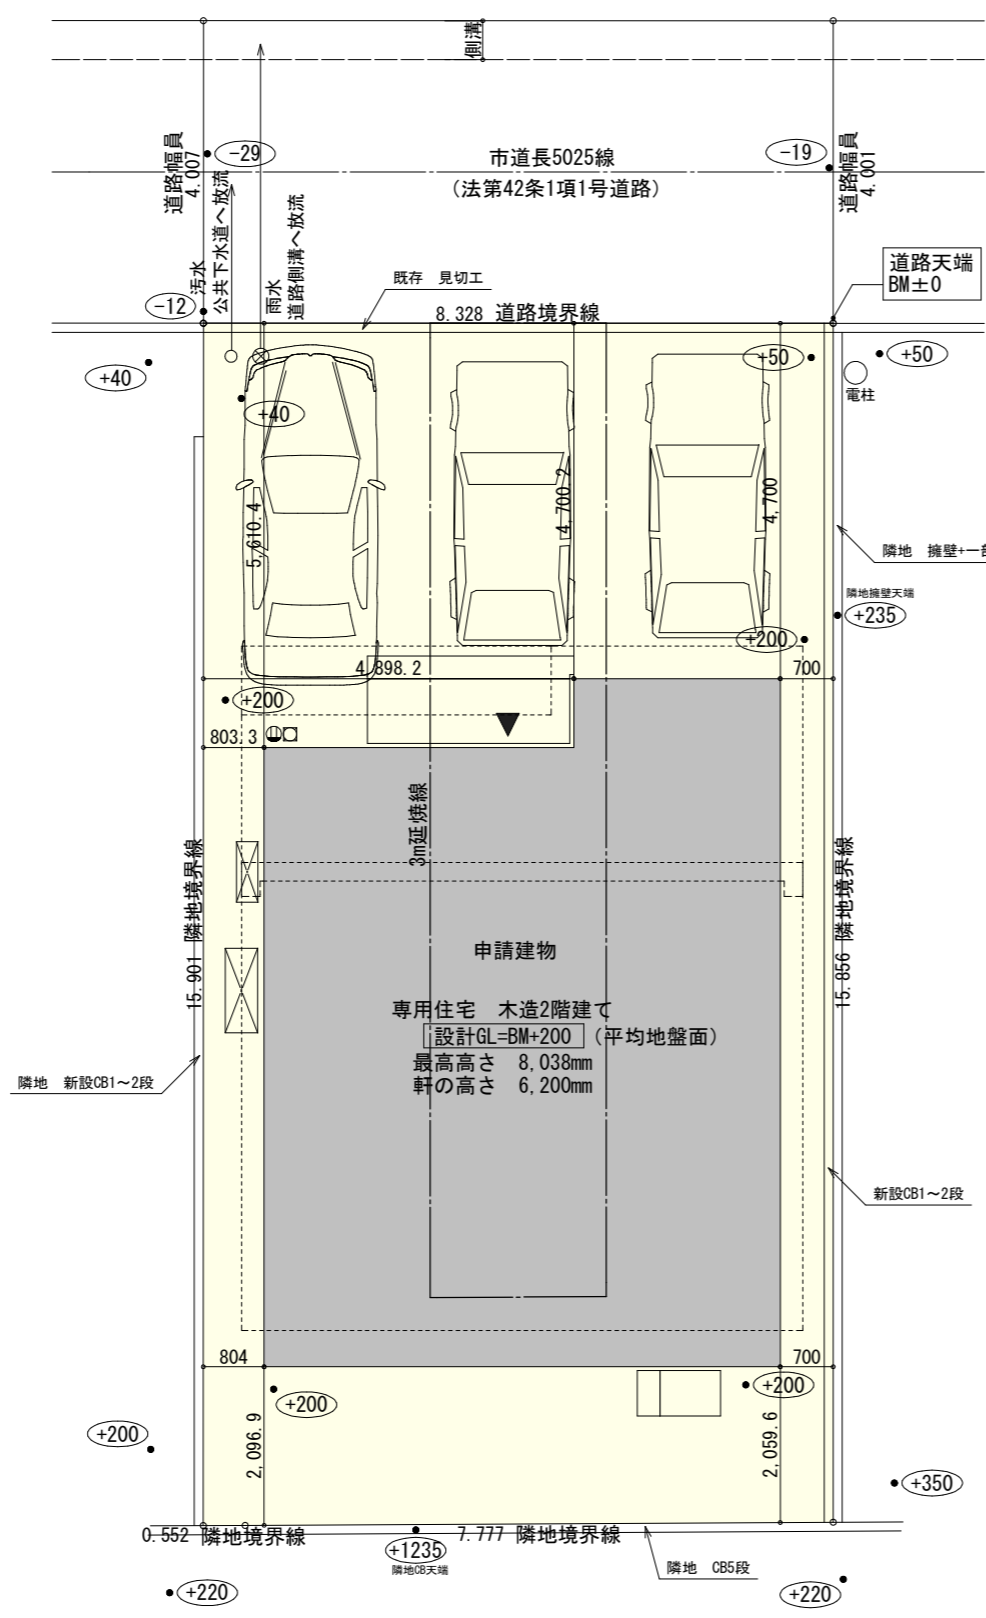 側溝
道路幅員
4.007
-29
市道長5025線
(法第42条1項1号道路)
-19
道路幅員
4.001
汚水
公共下水道へ放流
雨水
道路側溝へ放流
-12
既存 見切工
道路天端
BM±0
8.328 道路境界線
+40
+40
+50
+50
電柱
5,610.4
4,700.2
4,700
隣地 擁壁+一部
隣地擁壁天端
+235
+200
4,898.2
700
+200
803.3
3m延焼線
15.901 隣地境界線
15.856 隣地境界線
申請建物
専用住宅 木造2階建て
設計GL=BM+200 (平均地盤面)
最高高さ 8,038mm
軒の高さ 6,200mm
隣地 新設CB1~2段
新設CB1~2段
804
700
+200
+200
+200
2,096.9
2,059.6
+350
0.552 隣地境界線
7.777 隣地境界線
+1235
隣地CB天端
隣地 CB5段
+220
+220